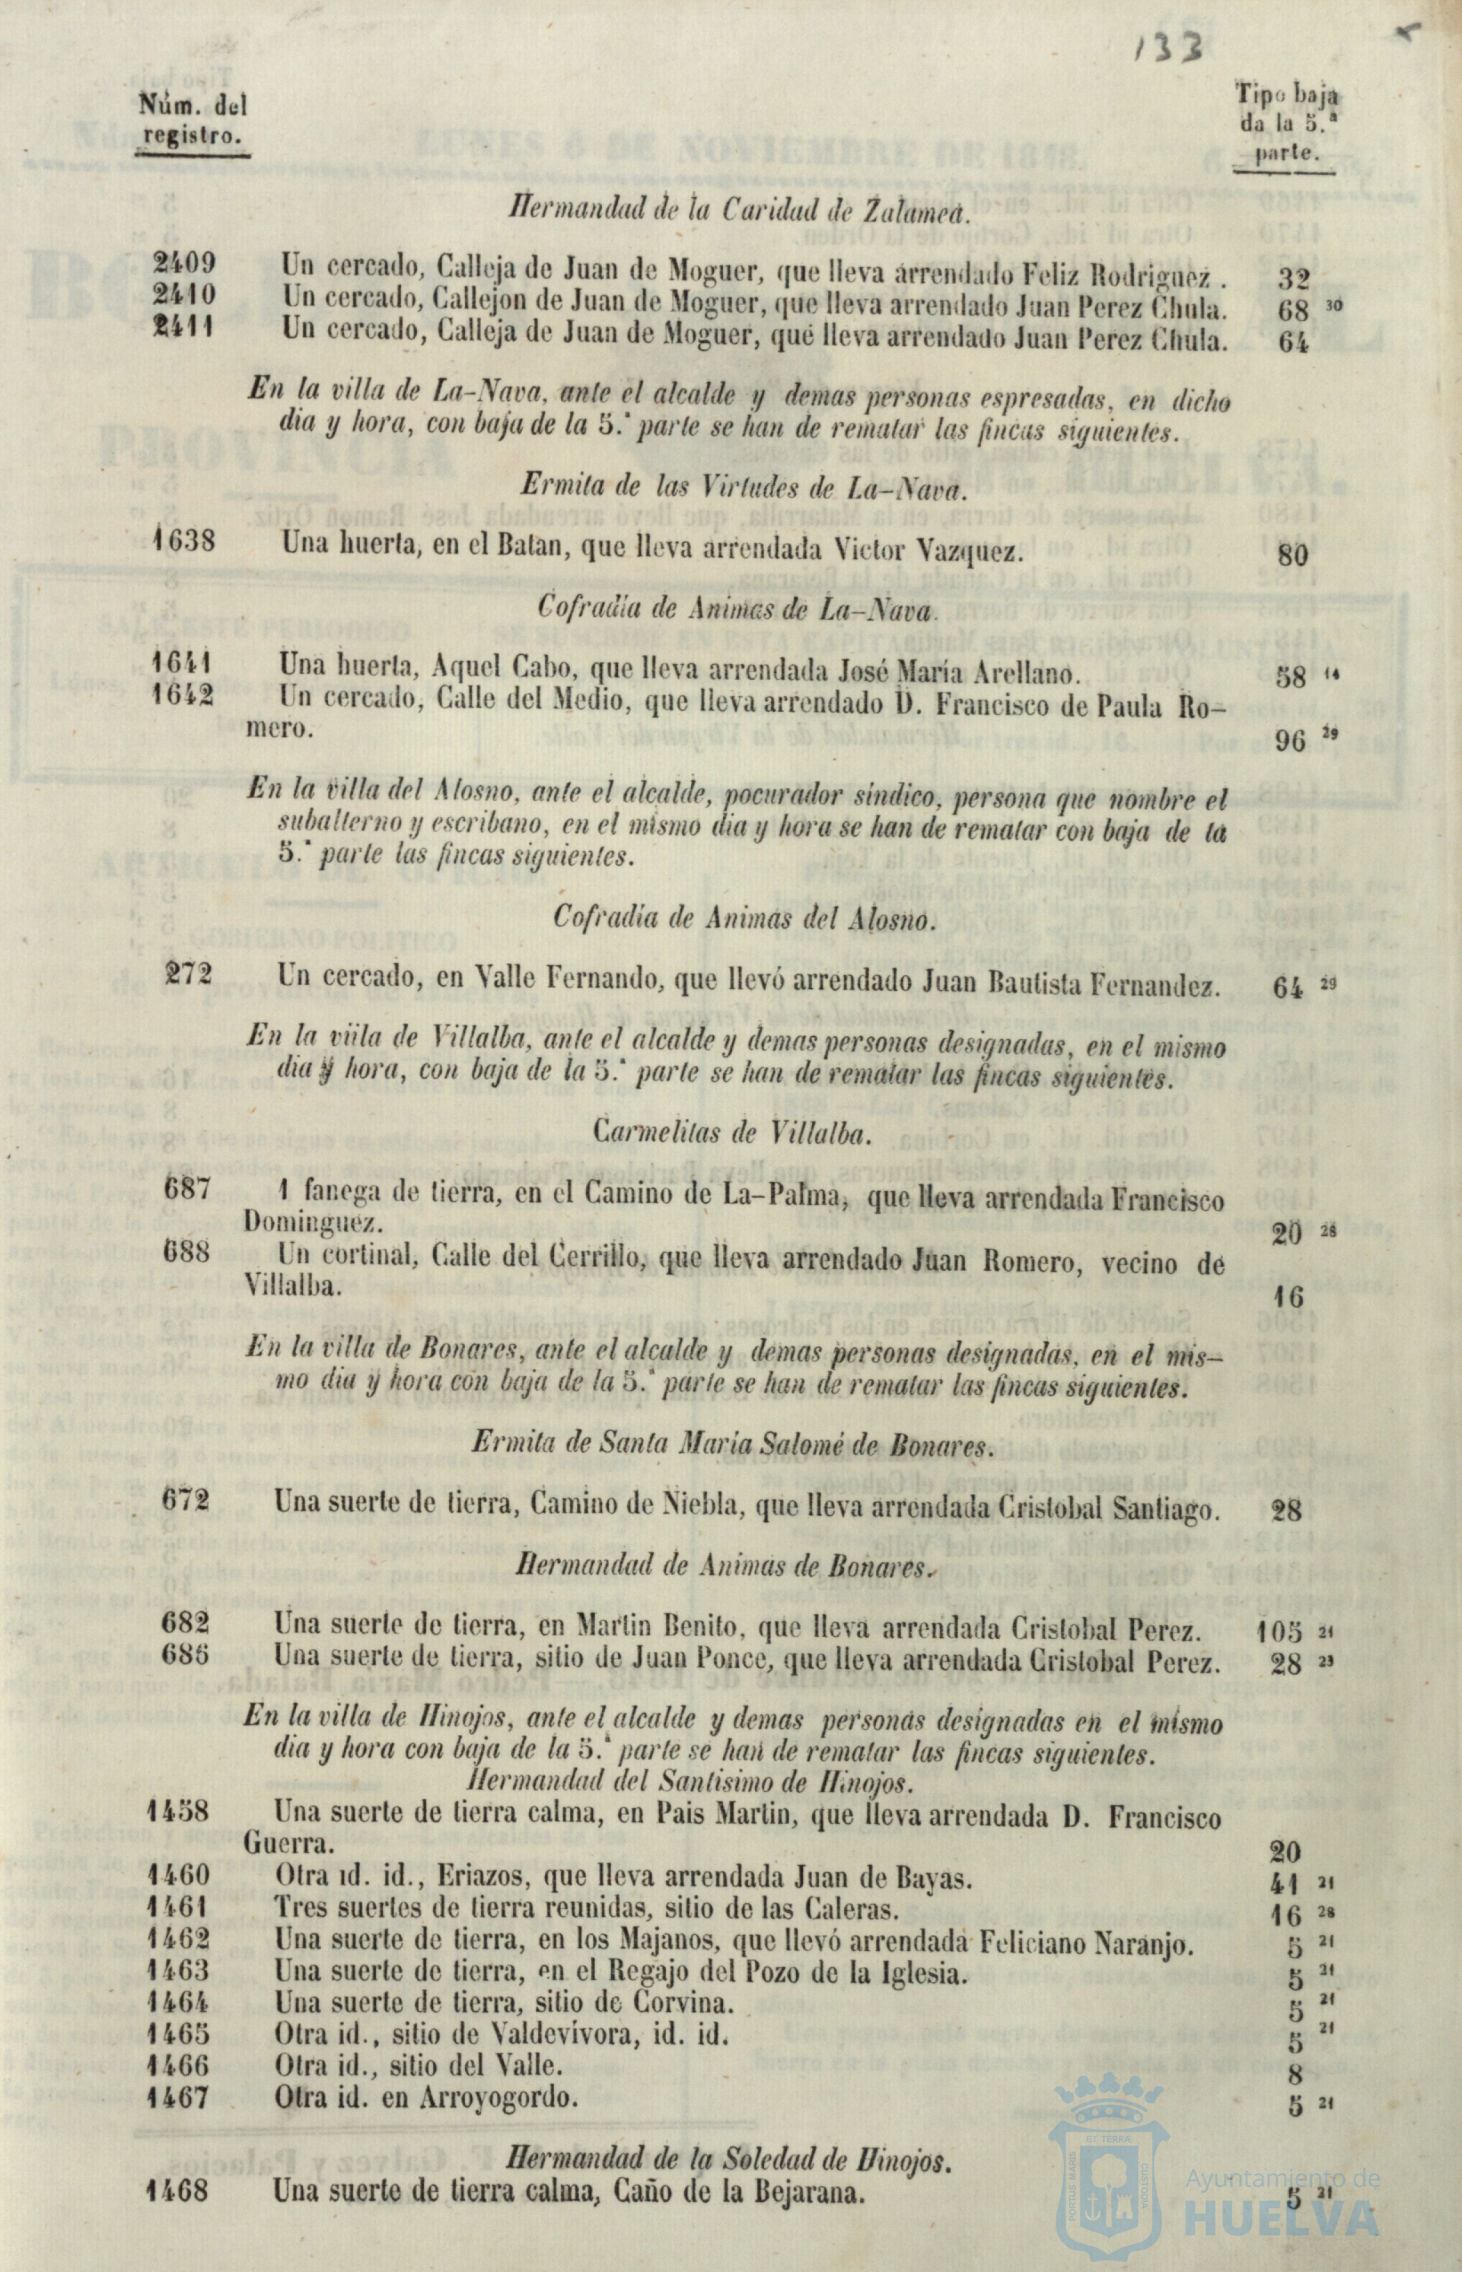 133
Núm. del
registro.
Tipo baja
da la 5.ª
parte.
Hermandad de la Caridad de Zalamea.
2409 Un cercado, Calleja de Juan de Moguer, que lleva arrendado Feliz Rodriguez . 32
2410 Un cercado, Callejon de Juan de Moguer, que lleva arrendado Juan Perez Chula. 68 30
2411 Un cercado, Calleja de Juan de Moguer, que lleva arrendado Juan Perez Chula. 64
En la villa de La-Nava, ante el alcalde y demas personas espresadas, en dicho
dia y hora, con baja de la 5.ª parte se han de rematar las fincas siguientes.
Ermita de las Virtudes de La-Nava.
1638 Una huerta, en el Batan, que lleva arrendada Victor Vazquez. 80
Cofradía de Animas de La-Nava.
1641 Una huerta, Aquel Cabo, que lleva arrendada José María Arellano. 58 14
1642 Un cercado, Calle del Medio, que lleva arrendado D. Francisco de Paula Ro-
mero. 96 29
En la villa del Alosno, ante el alcalde, pocurador síndico, persona que nombre el
subalterno y escribano, en el mismo dia y hora se han de rematar con baja de la
5.ª parte las fincas siguientes.
Cofradía de Animas del Alosno.
272 Un cercado, en Valle Fernando, que llevó arrendado Juan Bautista Fernandez. 64 29
En la viila de Villalba, ante el alcalde y demas personas designadas, en el mismo
dia y hora, con baja de la 5.ª parte se han de rematar las fincas siguientes.
Carmelitas de Villalba.
687 1 fanega de tierra, en el Camino de La-Palma, que lleva arrendada Francisco
Dominguez. 20 28
688 Un cortinal, Calle del Cerrillo, que lleva arrendado Juan Romero, vecino de
Villalba. 16
En la villa de Bonares, ante el alcalde y demas personas designadas, en el mis-
mo dia y hora con baja de la 5.ª parte se han de rematar las fincas siguientes.
Ermita de Santa María Salomé de Bonares.
672 Una suerte de tierra, Camino de Niebla, que lleva arrendada Cristobal Santiago. 28
Hermandad de Animas de Bonares.
682 Una suerte de tierra, en Martin Benito, que lleva arrendada Cristobal Perez. 105 21
685 Una suerte de tierra, sitio de Juan Ponce, que lleva arrendada Cristobal Perez. 28 23
En la villa de Hinojos, ante el alcalde y demas personas designadas en el mismo
dia y hora con baja de la 5.ª parte se han de rematar las fincas siguientes.
Hermandad del Santísimo de Hinojos.
1458 Una suerte de tierra calma, en Pais Martin, que lleva arrendada D. Francisco
Guerra. 20
1460 Otra id. id., Eriazos, que lleva arrendada Juan de Bayas. 41 21
1461 Tres suertes de tierra reunidas, sitio de las Caleras. 16 28
1462 Una suerte de tierra, en los Majanos, que llevó arrendada Feliciano Naranjo. 5 21
1463 Una suerte de tierra, en el Regajo del Pozo de la Iglesia. 5 21
1464 Una suerte de tierra, sitio de Corvina. 5 21
1465 Otra id., sitio de Valdevívora, id. id. 5 21
1466 Otra id., sitio del Valle. 8
1467 Otra id. en Arroyogordo. 5 21
Hermandad de la Soledad de Hinojos.
1468 Una suerte de tierra calma, Caño de la Bejarana. 5 21
Ayuntamiento de
HUELVA